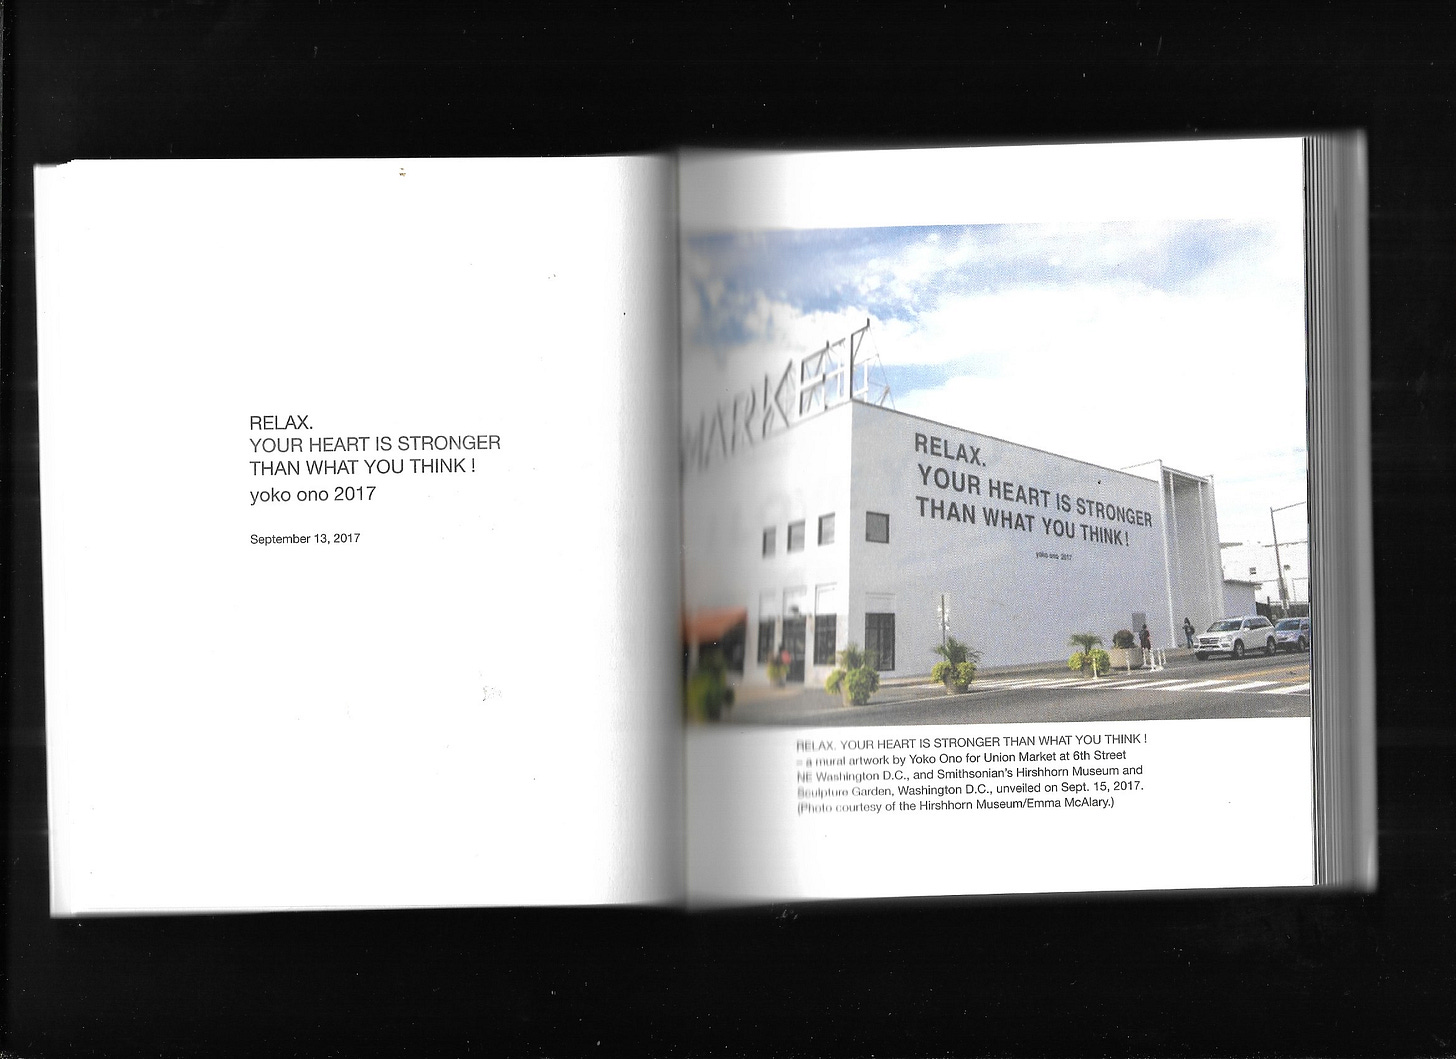 RELAX.
YOUR HEART IS STRONGER
THAN WHAT YOU THINK !
yoko ono 2017
September 13, 2017
MARKET
RELAX.
YOUR HEART IS STRONGER
THAN WHAT YOU THINK!
yoko ono 2017
RELAX. YOUR HEART IS STRONGER THAN WHAT YOU THINK !
– a mural artwork by Yoko Ono for Union Market at 6th Street
NE Washington D.C., and Smithsonian's Hirshhorn Museum and
Sculpture Garden, Washington D.C., unveiled on Sept. 15, 2017.
(Photo courtesy of the Hirshhorn Museum/Emma McAlary.)